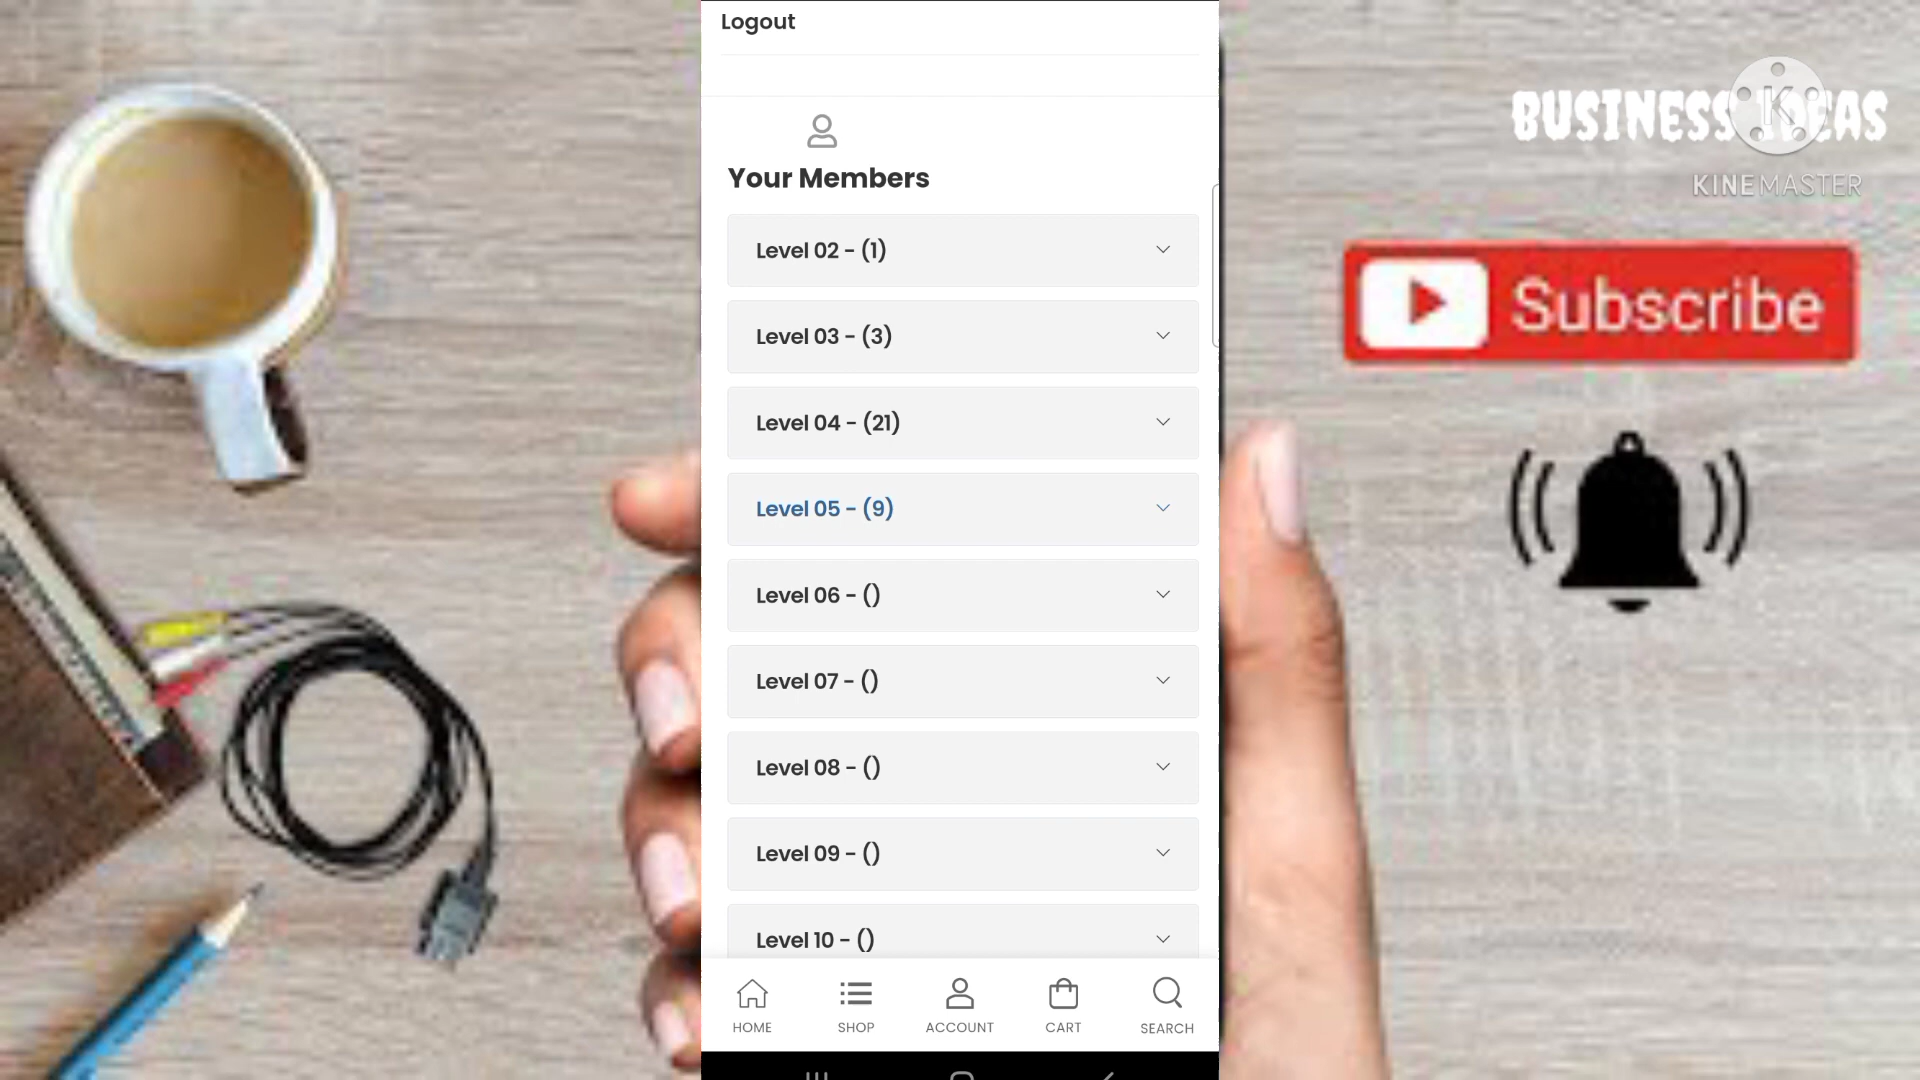 Logout
BUSINESS IDEAS
KINEMASTER
Your Members
Subscribe
Level 02 - (1)
Level 03 - (3)
Level 04 - (21)
Level 05 - (9)
Level 06 - ()
Level 07 - ()
Level 08 - ()
Level 09 - ()
Level 10 - ()
HOME
SHOP
ACCOUNT
CART
SEARCH